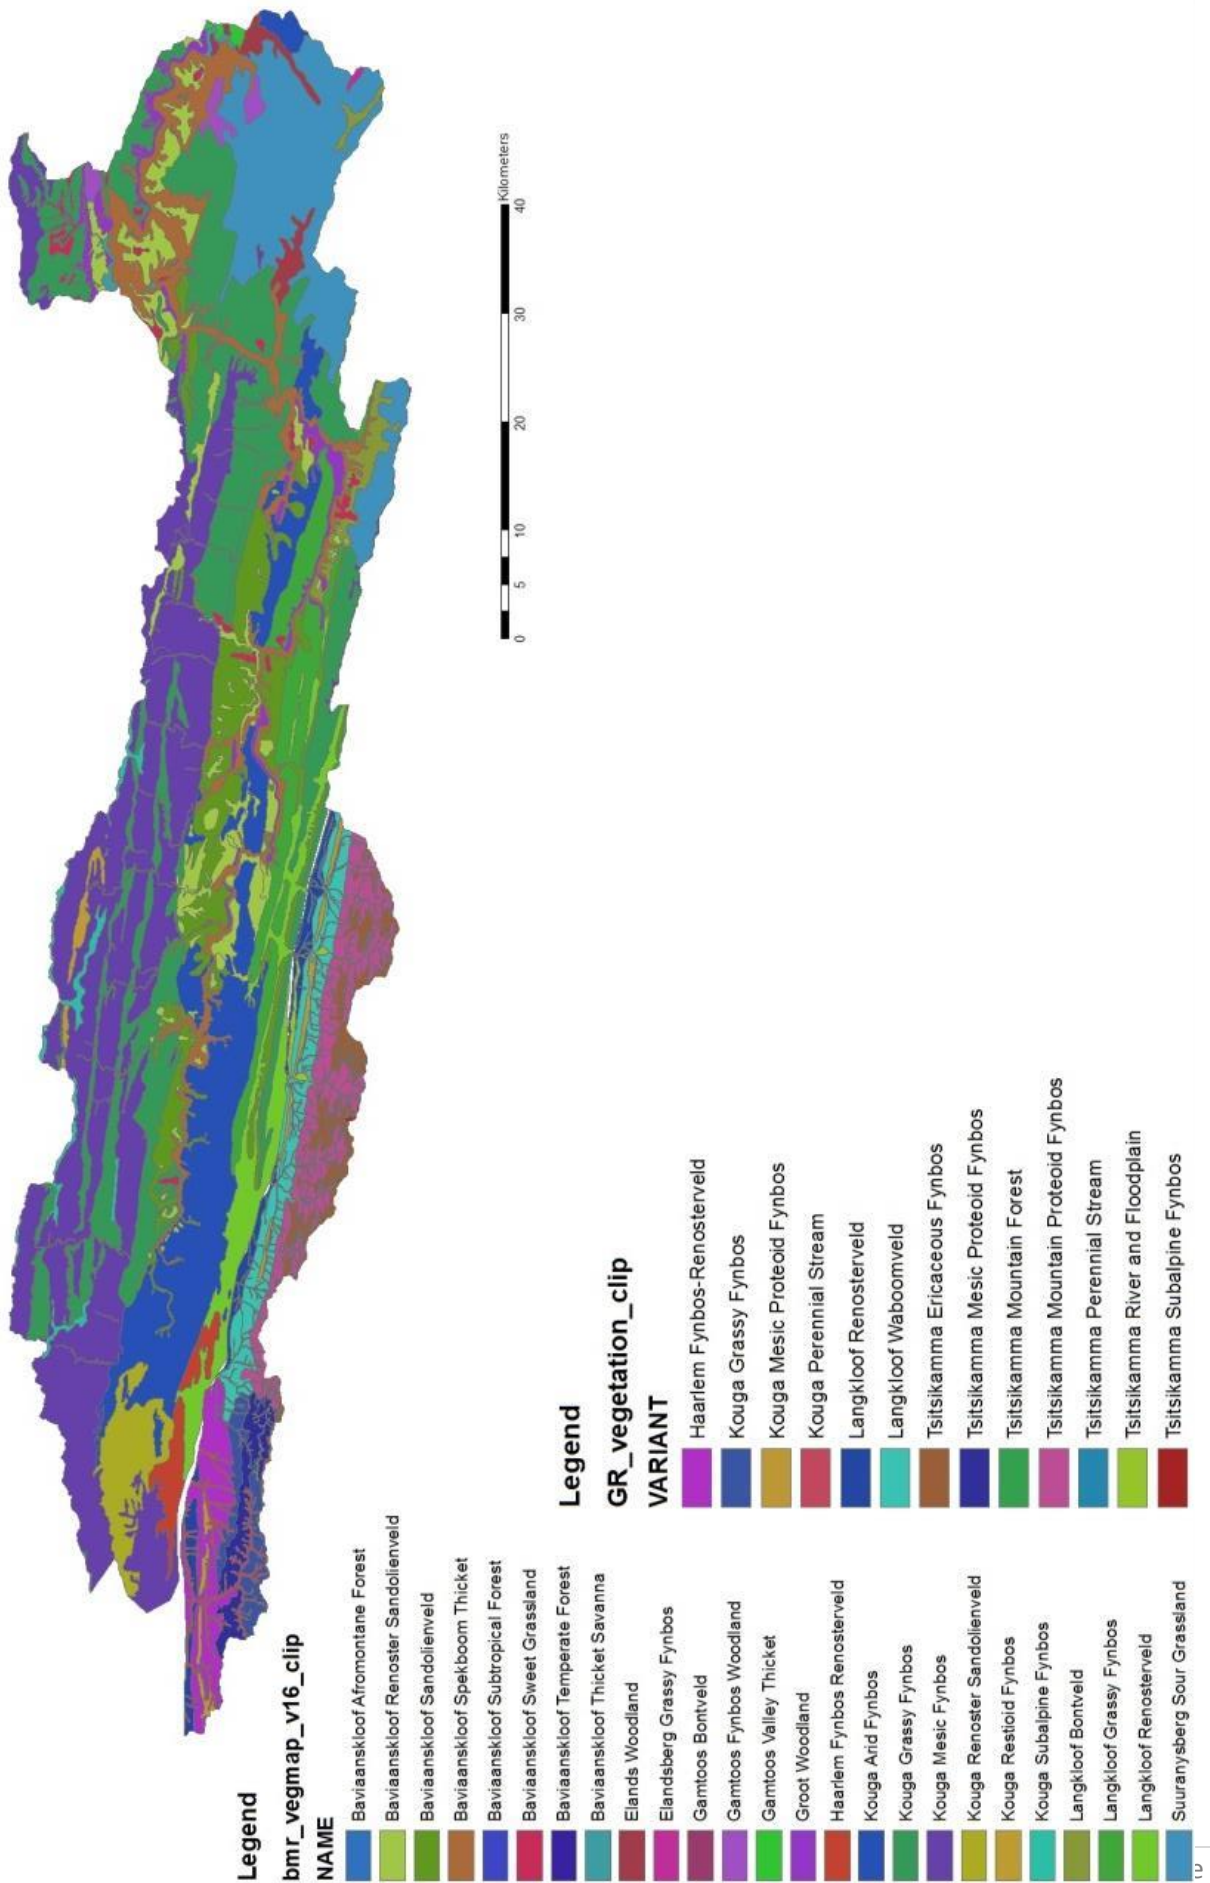 Kilometers
0 5 10 20 30 40
Legend
bmr_vegmap_v16_clip
NAME
Baviaanskloof Afromontane Forest
Baviaanskloof Renoster Sandolienveld
Baviaanskloof Sandolienveld
Baviaanskloof Spekboom Thicket
Baviaanskloof Subtropical Forest
Baviaanskloof Sweet Grassland
Baviaanskloof Temperate Forest
Baviaanskloof Thicket Savanna
Elands Woodland
Elandsberg Grassy Fynbos
Gamtoos Bontveld
Gamtoos Fynbos Woodland
Gamtoos Valley Thicket
Groot Woodland
Haarlem Fynbos Renosterveld
Kouga Arid Fynbos
Kouga Grassy Fynbos
Kouga Mesic Fynbos
Kouga Renoster Sandolienveld
Kouga Restioid Fynbos
Kouga Subalpine Fynbos
Langkloof Bontveld
Langkloof Grassy Fynbos
Langkloof Renosterveld
Suuranysberg Sour Grassland
Legend
GR_vegetation_clip
VARIANT
Haarlem Fynbos-Renosterveld
Kouga Grassy Fynbos
Kouga Mesic Proteoid Fynbos
Kouga Perennial Stream
Langkloof Renosterveld
Langkloof Waboomveld
Tsitsikamma Ericaceous Fynbos
Tsitsikamma Mesic Proteoid Fynbos
Tsitsikamma Mountain Forest
Tsitsikamma Mountain Proteoid Fynbos
Tsitsikamma Perennial Stream
Tsitsikamma River and Floodplain
Tsitsikamma Subalpine Fynbos